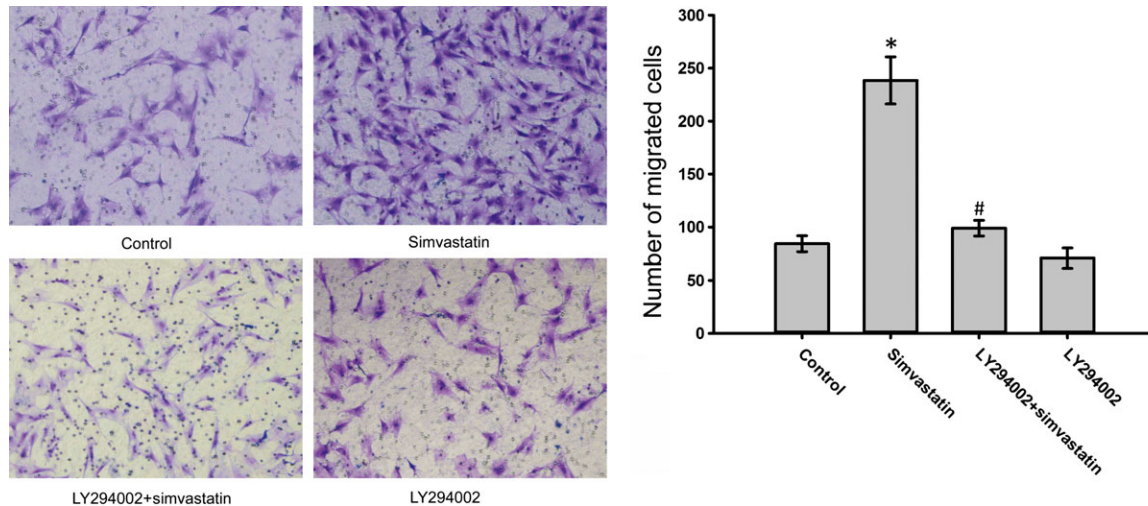 Control
Simvastatin
LY294002+simvastatin
LY294002
Number of migrated cells
300
250
200
150
100
50
0
*
#
Control
Simvastatin
LY294002+simvastatin
LY294002